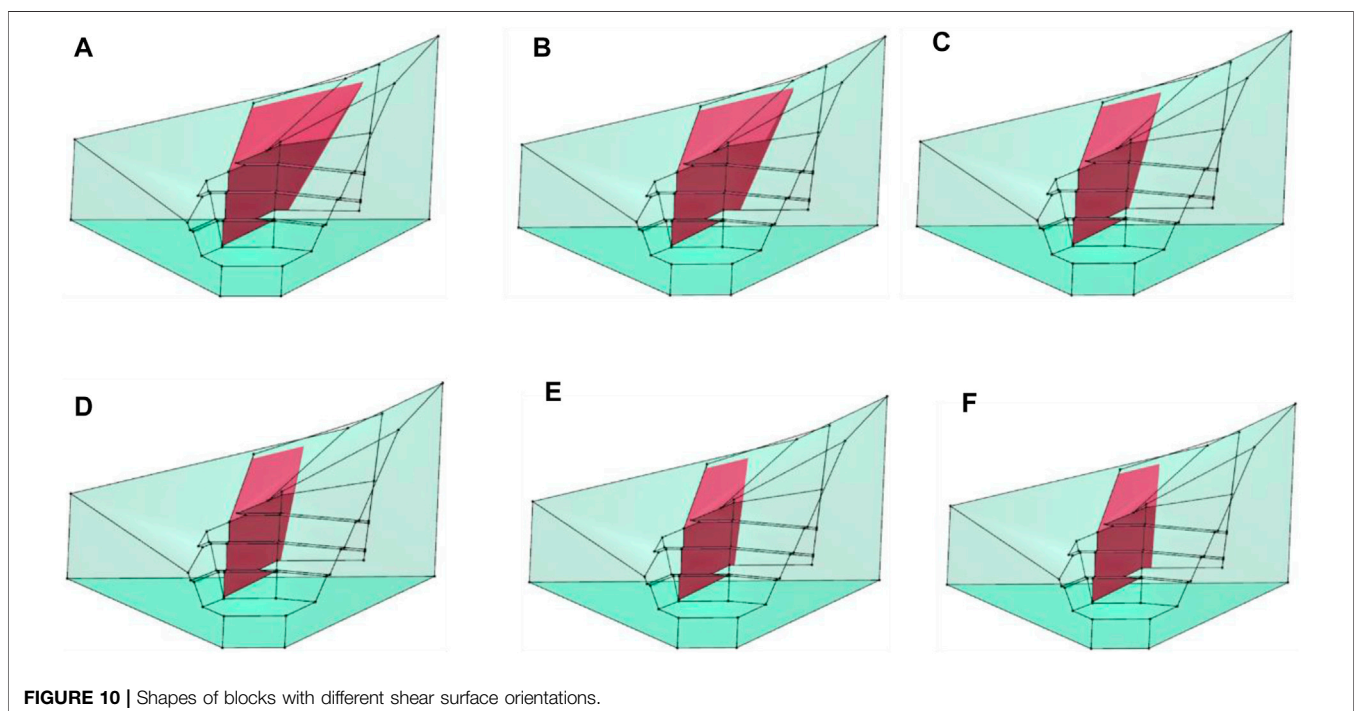 A
B
C
D
E
F
FIGURE 10 | Shapes of blocks with different shear surface orientations.